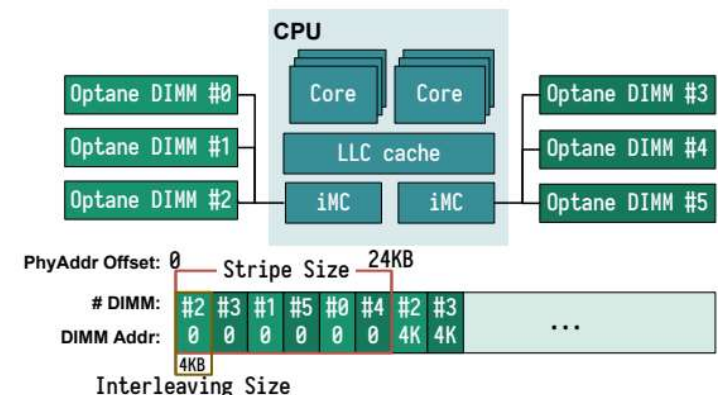 CPU
Optane DIMM #0
Optane DIMM #1
Optane DIMM #2
Core
Core
LLC cache
iMC
iMC
Optane DIMM #3
Optane DIMM #4
Optane DIMM #5
PhyAddr Offset: 0
Stripe Size
24KB
# DIMM: #2 #3 #1 #5 #0 #4 #2 #3
DIMM Addr: 0 0 0 0 0 0 4K 4K
...
4KB
Interleaving Size